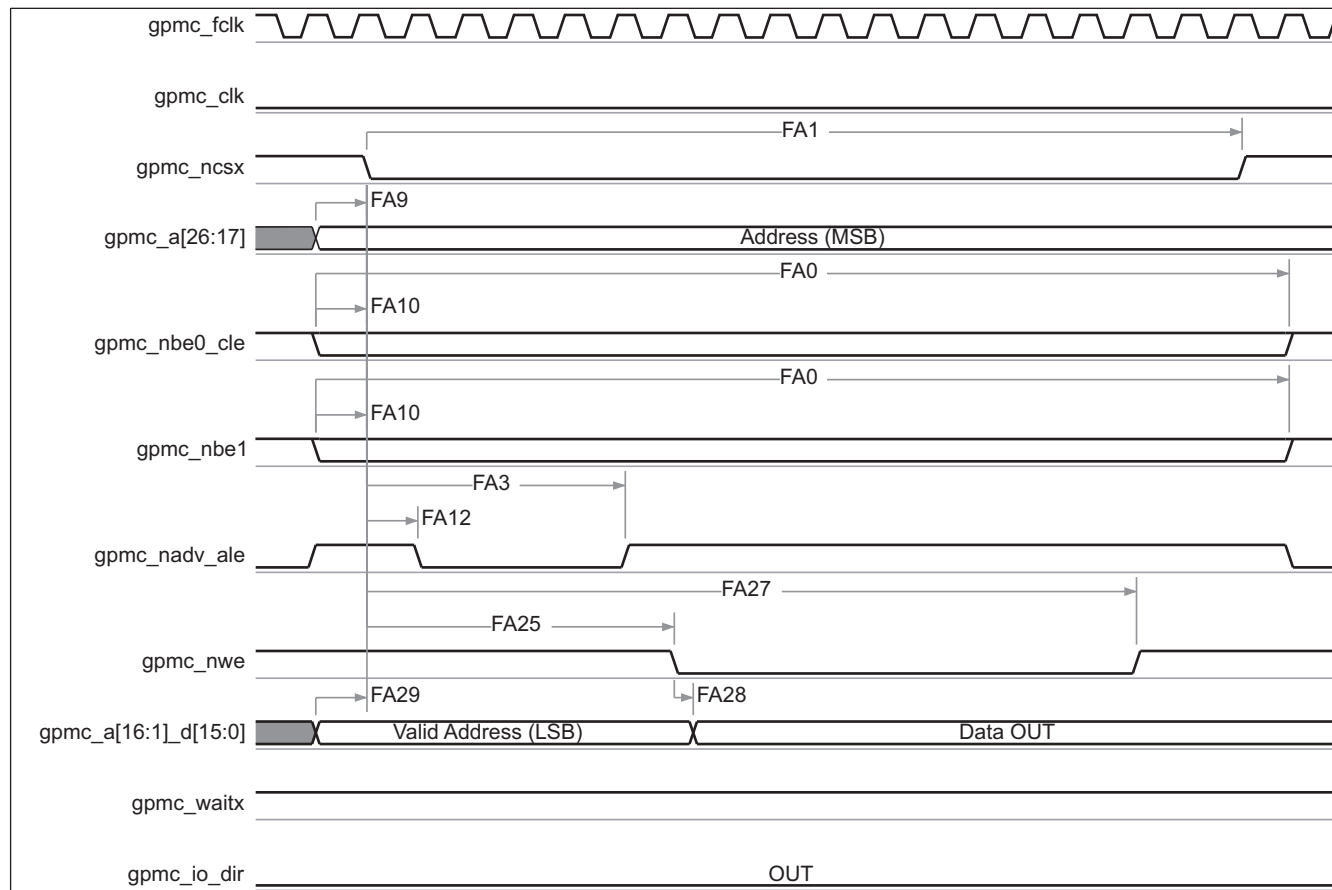 gpmc_fclk
gpmc_clk
FA1
gpmc_ncsx
FA9
gpmc_a[26:17]
Address (MSB)
FA0
FA10
gpmc_nbe0_cle
FA0
FA10
gpmc_nbe1
FA3
FA12
gpmc_nadv_ale
FA27
FA25
gpmc_nwe
FA29
FA28
gpmc_a[16:1]_d[15:0]
Valid Address (LSB)
Data OUT
gpmc_waitx
gpmc_io_dir
OUT